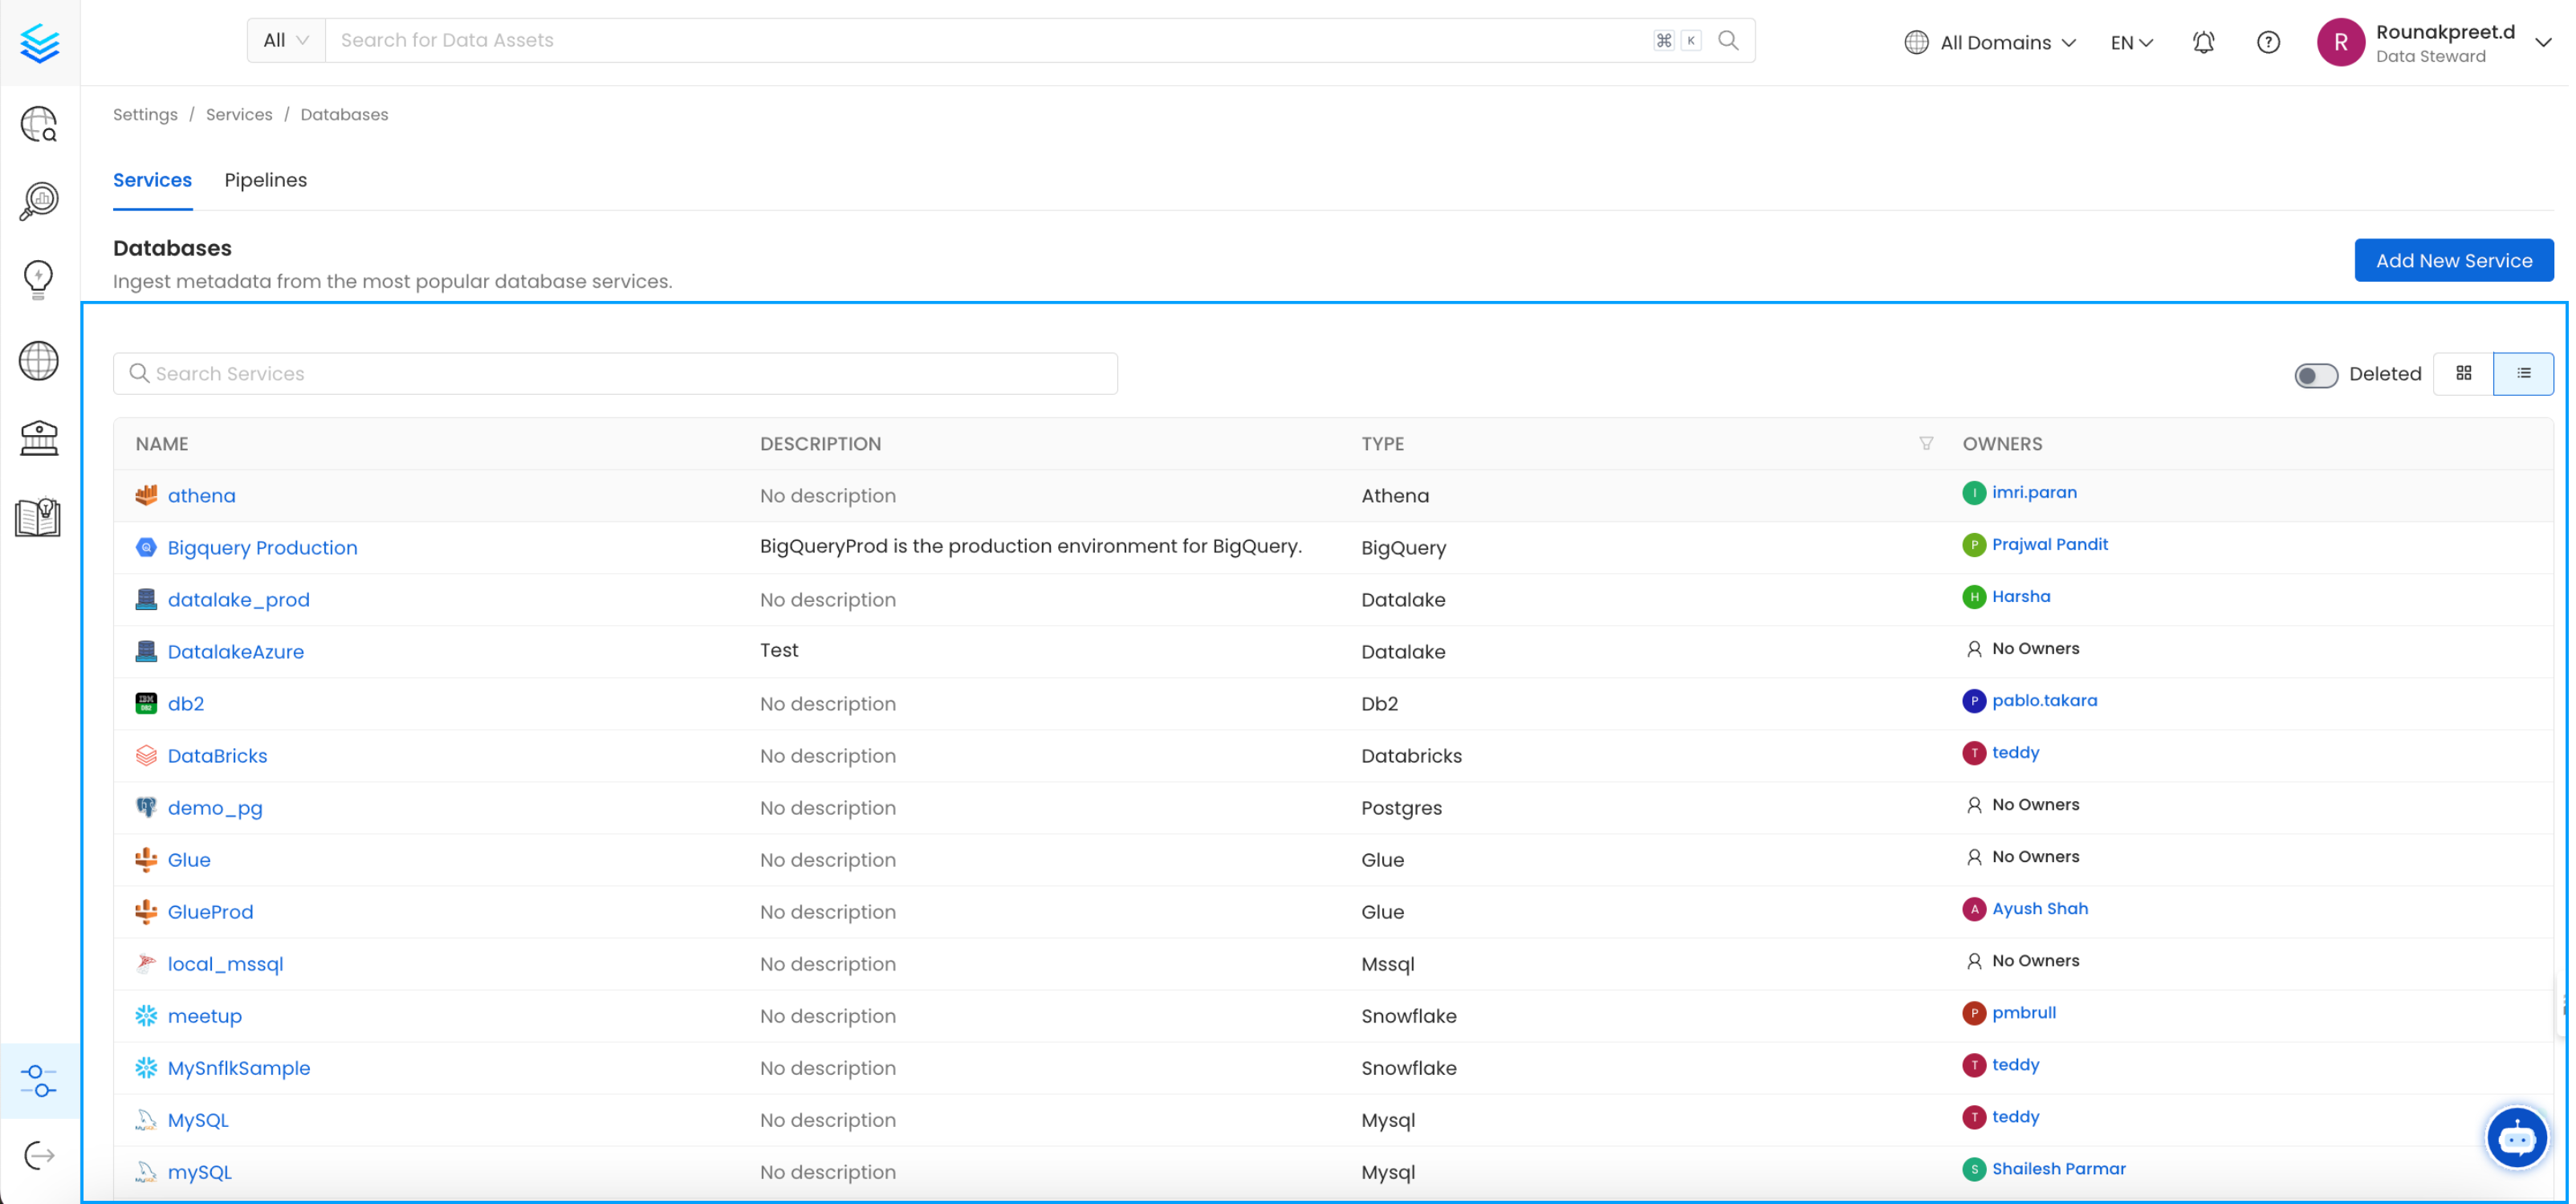 All
Search for Data Assets
⌘ K
All Domains
EN
R
Rounakpreet.d
Data Steward
Settings / Services / Databases
Services Pipelines
Databases
Ingest metadata from the most popular database services.
Add New Service
Search Services
Deleted
NAME DESCRIPTION TYPE OWNERS
athena No description Athena I imri.paran
Bigquery Production BigQueryProd is the production environment for BigQuery. BigQuery P Prajwal Pandit
datalake_prod No description Datalake H Harsha
DatalakeAzure Test Datalake No Owners
IBM DB2 db2 No description Db2 P pablo.takara
DataBricks No description Databricks T teddy
demo_pg No description Postgres No Owners
Glue No description Glue No Owners
GlueProd No description Glue A Ayush Shah
local_mssql No description Mssql No Owners
meetup No description Snowflake P pmbrull
MySnflkSample No description Snowflake T teddy
MySQL MySQL No description Mysql T teddy
MySQL mySQL No description Mysql S Shailesh Parmar